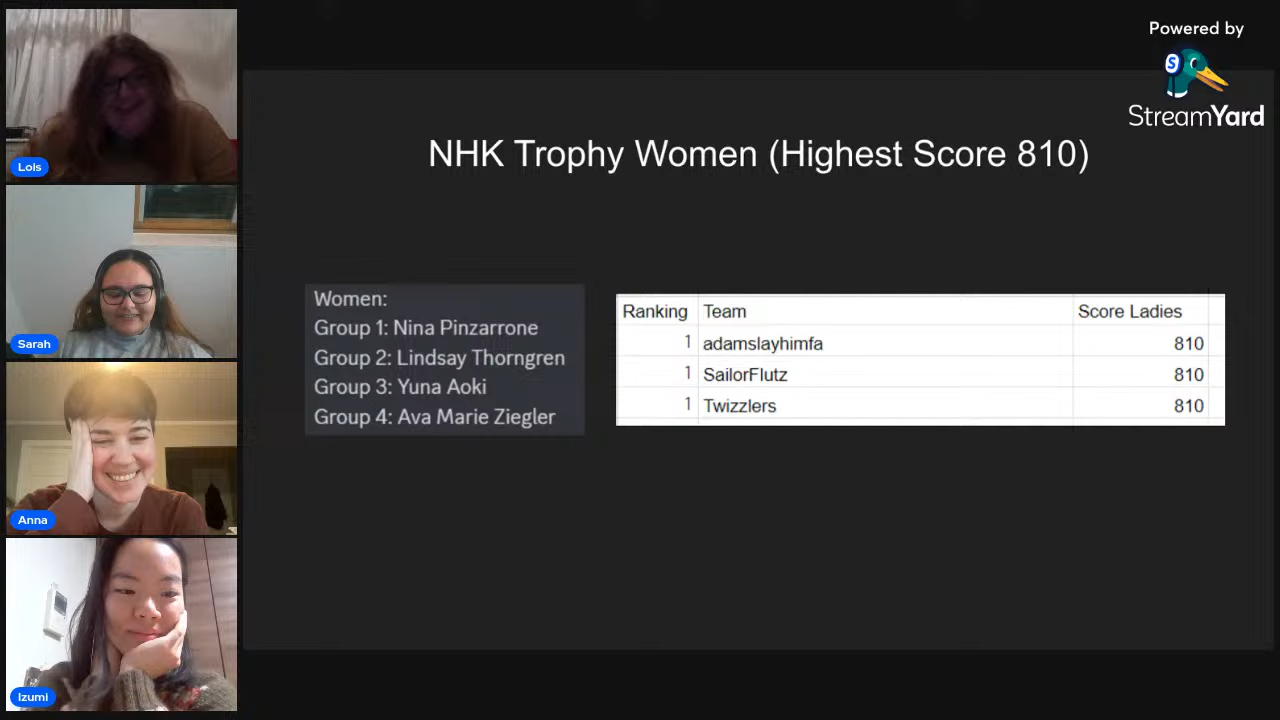 Powered by
StreamYard
Lols
Sarah
Anna
Izumi
NHK Trophy Women (Highest Score 810)
Women:
Group 1: Nina Pinzarrone
Group 2: Lindsay Thorngren
Group 3: Yuna Aoki
Group 4: Ava Marie Ziegler
Ranking Team Score Ladies
1 adamslayhimfa 810
1 SailorFlutz 810
1 Twizzlers 810